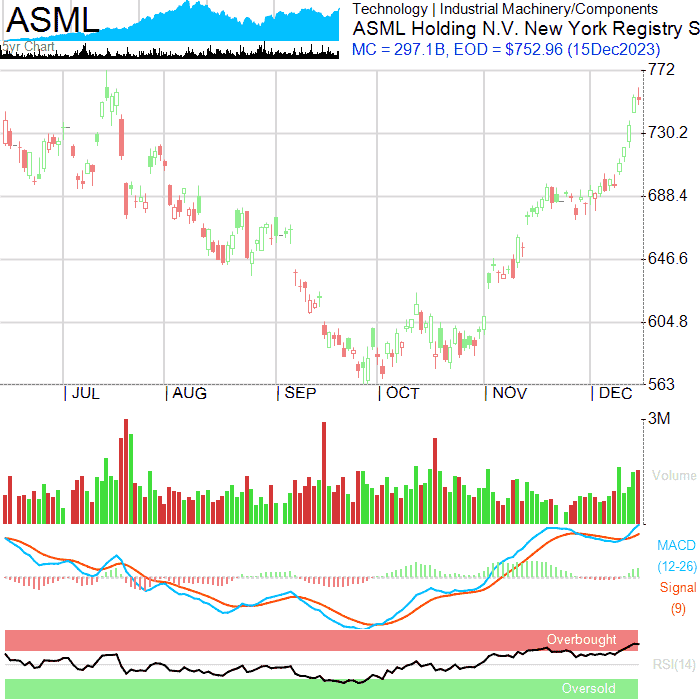 ASML
5yr Chart
Technology | Industrial Machinery/Components
ASML Holding N.V. New York Registry S
MC = 297.1B, EOD = $752.96 (15Dec2023)
772
730.2
688.4
646.6
604.8
563
JUL AUG SEP OCT NOV DEC
3M
Volume
MACD
(12-26)
Signal
(9)
Overbought
RSI(14)
Oversold